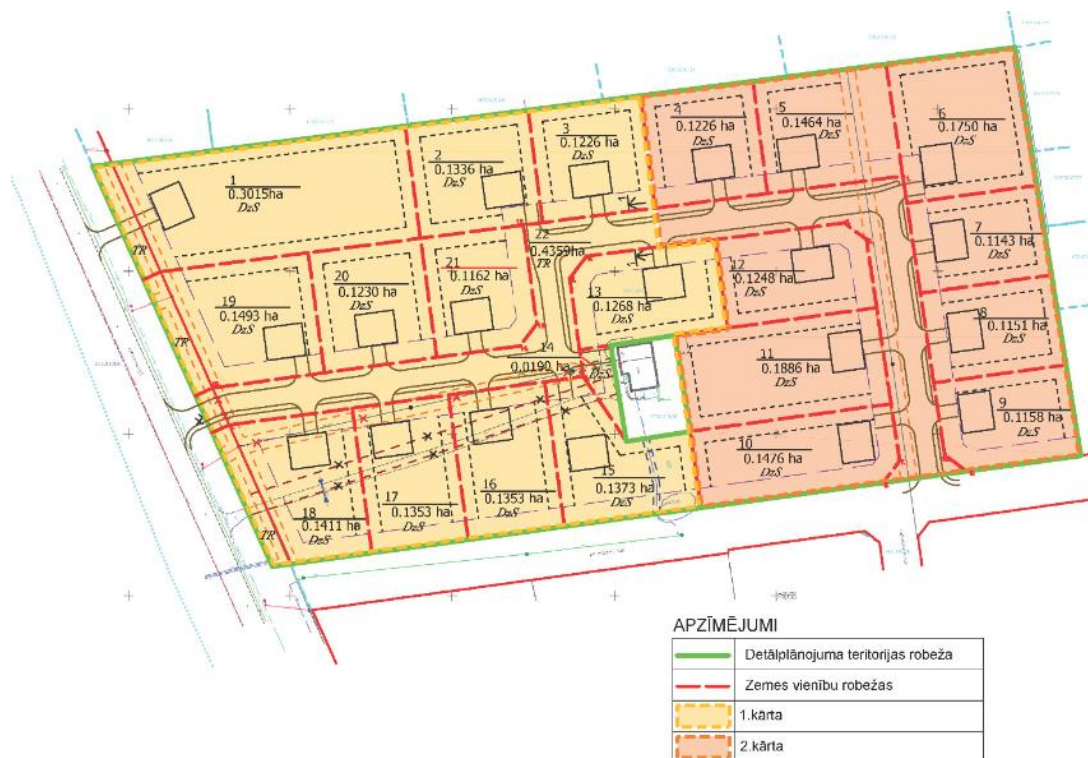 1
0.3015ha
DzS
2
0.1336 ha
DzS
3
0.1226 ha
DzS
4
0.1226 ha
DzS
5
0.1464 ha
DzS
6
0.1750 ha
DzS
7
0.1143 ha
DzS
8
0.1151 ha
DzS
9
0.1158 ha
DzS
10
0.1476 ha
DzS
11
0.1886 ha
DzS
12
0.1248 ha
DzS
13
0.1268 ha
DzS
14
0.0190 ha
DzS
15
0.1373 ha
DzS
16
0.1353 ha
DzS
17
0.1353 ha
DzS
18
0.1411 ha
DzS
19
0.1493 ha
DzS
20
0.1230 ha
DzS
21
0.1162 ha
DzS
22
0.4359ha
TR
TR
TR
TR
APZĪMĒJUMI
Detālplānojuma teritorijas robeža
Zemes vienību robežas
1.kārta
2.kārta